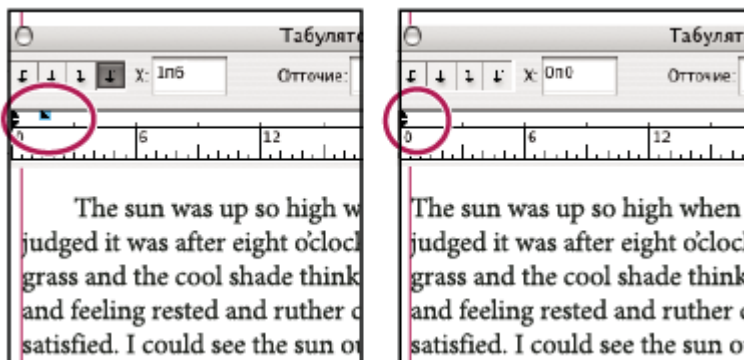 Табулято
X: 1п6
Отточие:
0 6 12
The sun was up so high w
judged it was after eight o'clocl
grass and the cool shade think
and feeling rested and ruther c
satisfied. I could see the sun ou
Табулят
X: 0п0
Отточие:
0 6 12
The sun was up so high when
judged it was after eight o'cloc
grass and the cool shade think
and feeling rested and ruther c
satisfied. I could see the sun o